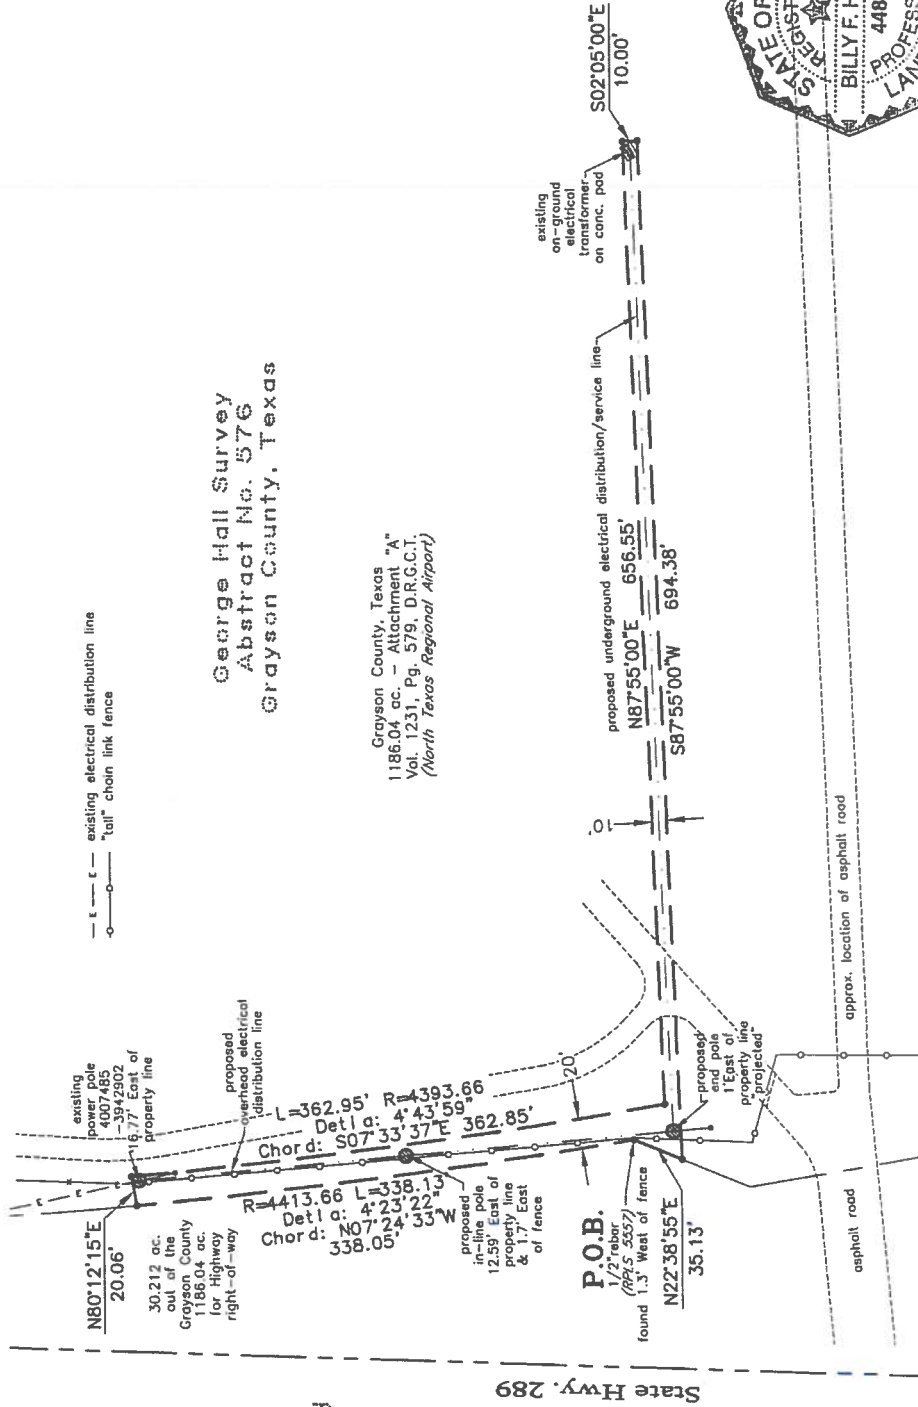 — E — E — existing electrical distribution line
"tall" chain link fence
George Hall Survey
Abstract No. 576
Grayson County, Texas
Grayson County, Texas
1186.04 ac. - Attachment "A"
Vol. 1231, Pg. 579, D.R.G.C.T.
(North Texas Regional Airport)
existing
power pole
4007485
-3942902
16.77' East of
property line
N80°12'15"E
20.06'
30.212 ac.
out of the
Grayson County
1186.04 ac.
for Highway
right-of-way
proposed
overhead electrical
distribution line
L=362.95' R=4393.66
Detla: 4°43'59"
Chord: S07°33'37"E 362.85'
R=4413.66 L=338.13'
Detla: 4°23'22"
Chord: N07°24'33"W
338.05'
proposed
in-line pole
12.59' East of
property line
& 1.7' East
of fence
20'
P.O.B.
1/2"rebar
(RPLS 5557)
found 1.3' West of fence
N22°38'55"E
35.13'
proposed
end pole
1'East of
property line
"projected"
10'
proposed underground electrical distribution/service line
N87°55'00"E 656.55'
S87°55'00"W 694.38'
existing
on-ground
electrical
transformer
on conc. pad
S02°05'00"E
10.00'
approx. location of asphalt road
asphalt road
State Hwy. 289
STATE OF
REGIST
BILLY F. H
448
PROFESS
LAN